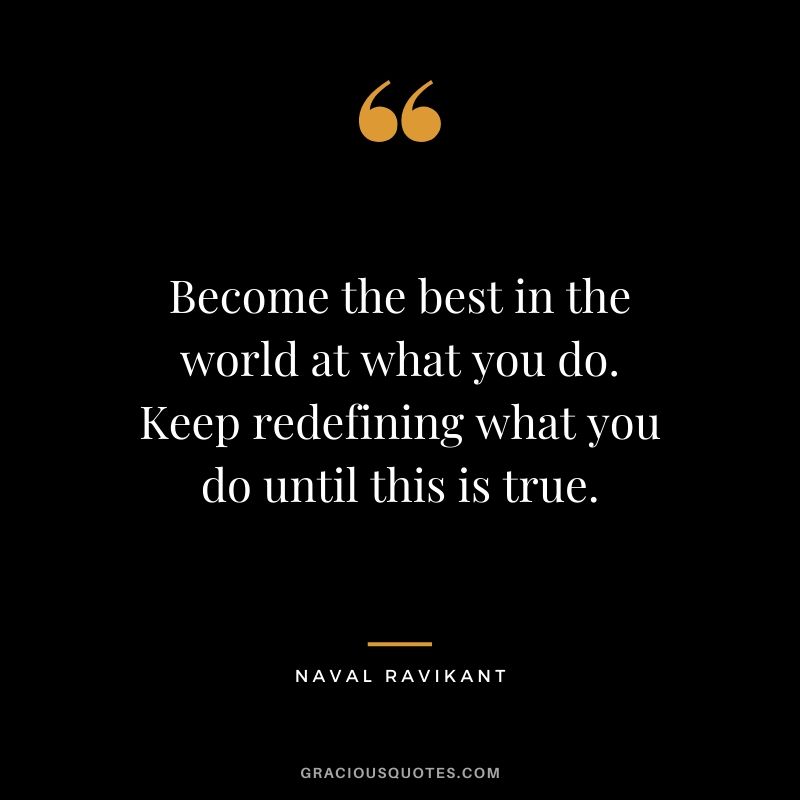 “
Become the best in the
world at what you do.
Keep redefining what you
do until this is true.
NAVAL RAVIKANT
GRACIOUSQUOTES.COM